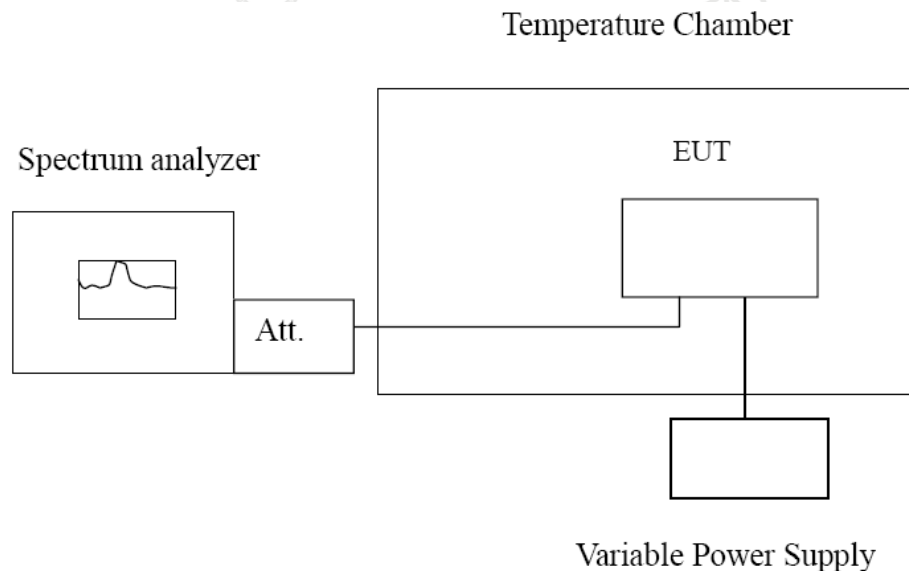 Temperature Chamber
Spectrum analyzer
EUT
Att.
Variable Power Supply